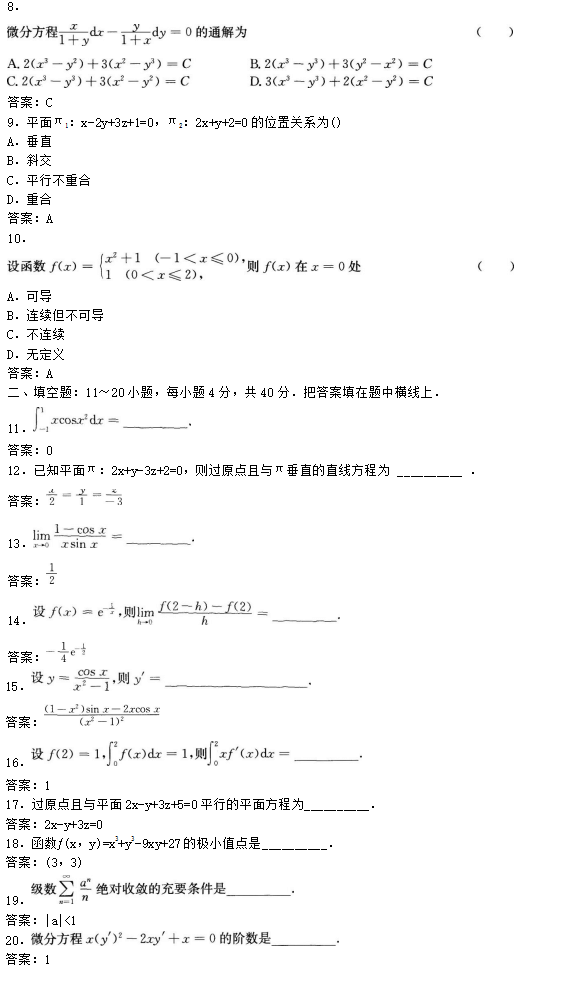 8.
微分方程x/(1+y)dx－y/(1+x)dy＝0的通解为 （ ）
A. 2(x³－y²)＋3(x²－y³)＝C B. 2(x³－y³)＋3(y²－x²)＝C
C. 2(x³－y³)＋3(x²－y²)＝C D. 3(x³－y³)＋2(x²－y²)＝C
答案：C
9. 平面π₁：x-2y+3z+1=0，π₂：2x+y+2=0的位置关系为()
A. 垂直
B. 斜交
C. 平行不重合
D. 重合
答案：A
10.
设函数 f(x)＝{x²＋1 (－1＜x≤0), 1 (0＜x≤2), 则 f(x)在 x＝0 处 （ ）
A. 可导
B. 连续但不可导
C. 不连续
D. 无定义
答案：A
二、填空题：11～20小题，每小题4分，共40分．把答案填在题中横线上．
11. ∫₋₁¹ xcosx²dx＝________.
答案：0
12. 已知平面π：2x+y-3z+2=0，则过原点且与π垂直的直线方程为 __________ ．
答案：x/2＝y/1＝z/－3
13. lim x→0 (1－cos x)/(x sin x)＝________.
答案：1/2
14. 设 f(x)＝e^(－1/x),则 lim h→0 (f(2－h)－f(2))/h＝________.
答案：－1/4 e^(－1/2)
15. 设 y＝cos x/(x²－1),则 y′＝________________.
答案：((1－x²)sin x－2xcos x)/(x²－1)²
16. 设 f(2)＝1,∫₀² f(x)dx＝1,则∫₀² xf′(x)dx＝________.
答案：1
17. 过原点且与平面2x-y+3z+5=0平行的平面方程为__________.
答案：2x-y+3z=0
18. 函数f(x，y)=x³+y³-9xy+27的极小值点是__________.
答案：(3，3)
19. 级数 ∑ n=1 ∞ aⁿ/n 绝对收敛的充要条件是________.
答案：|a|<1
20. 微分方程 x(y′)²－2xy′＋x＝0 的阶数是________.
答案：1